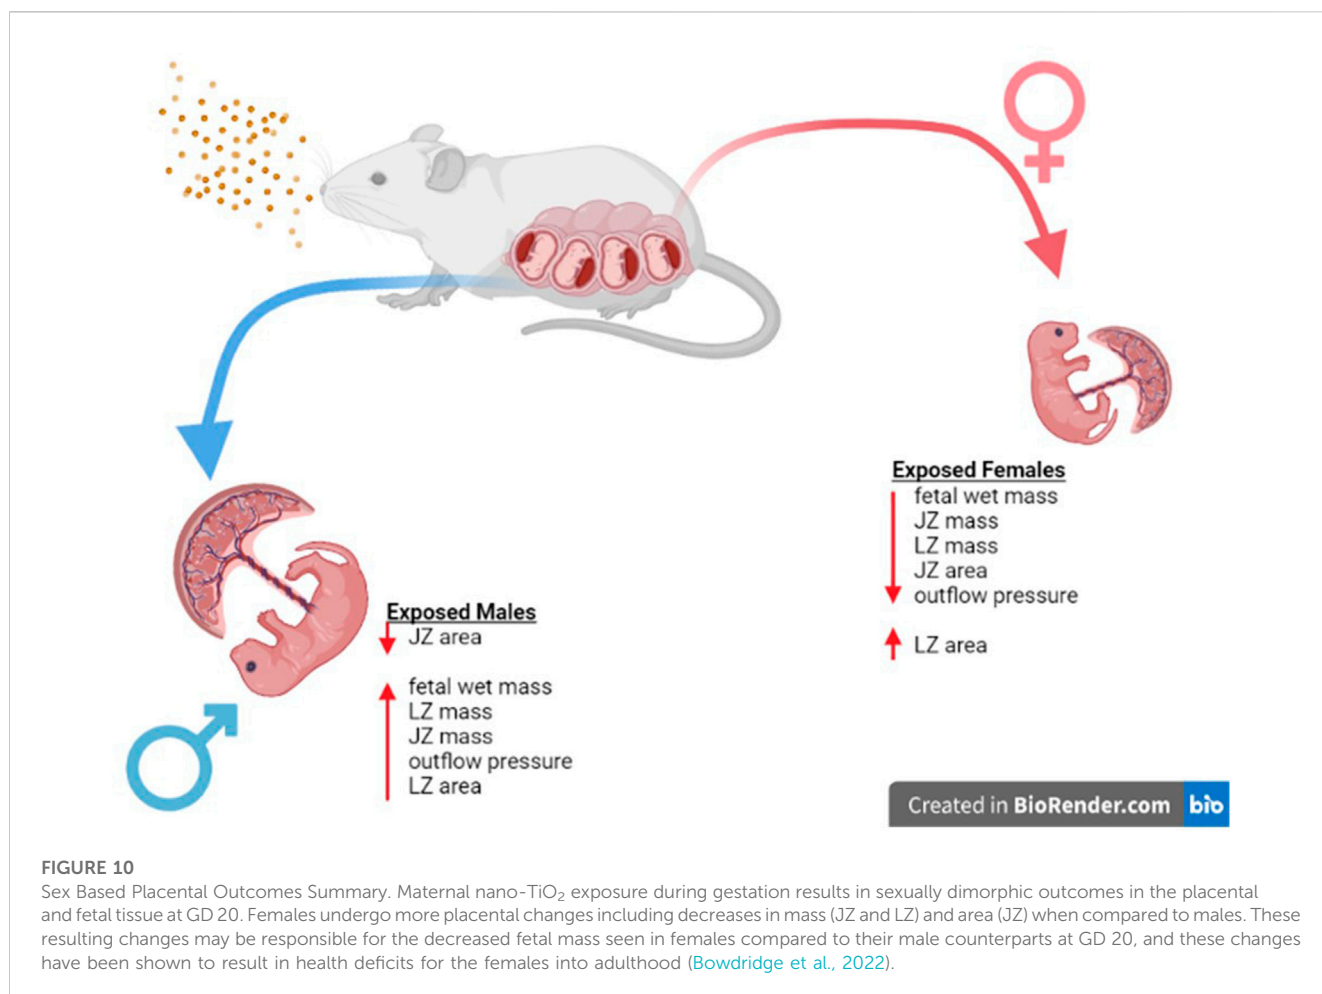 Exposed Females
fetal wet mass
JZ mass
LZ mass
JZ area
outflow pressure
LZ area
Exposed Males
JZ area
fetal wet mass
LZ mass
JZ mass
outflow pressure
LZ area
Created in BioRender.com bio
FIGURE 10
Sex Based Placental Outcomes Summary. Maternal nano-TiO₂ exposure during gestation results in sexually dimorphic outcomes in the placental
and fetal tissue at GD 20. Females undergo more placental changes including decreases in mass (JZ and LZ) and area (JZ) when compared to males. These
resulting changes may be responsible for the decreased fetal mass seen in females compared to their male counterparts at GD 20, and these changes
have been shown to result in health deficits for the females into adulthood (Bowdridge et al., 2022).